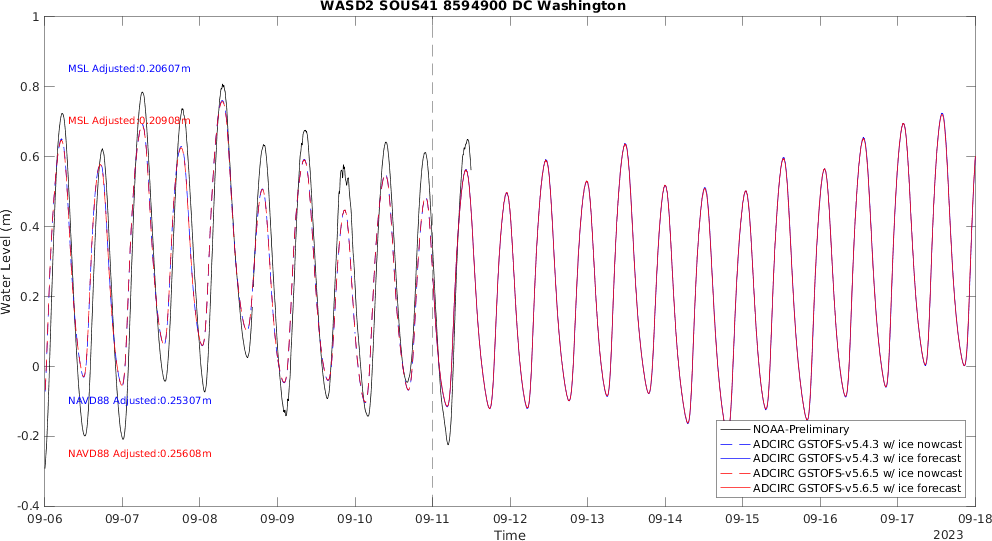 WASD2 SOUS41 8594900 DC Washington
1
0.8
0.6
0.4
0.2
0
-0.2
-0.4
Water Level (m)
MSL Adjusted:0.20607m
MSL Adjusted:0.20908m
NAVD88 Adjusted:0.25307m
NAVD88 Adjusted:0.25608m
NOAA-Preliminary
ADCIRC GSTOFS-v5.4.3 w/ ice nowcast
ADCIRC GSTOFS-v5.4.3 w/ ice forecast
ADCIRC GSTOFS-v5.6.5 w/ ice nowcast
ADCIRC GSTOFS-v5.6.5 w/ ice forecast
09-06 09-07 09-08 09-09 09-10 09-11 09-12 09-13 09-14 09-15 09-16 09-17 09-18
Time
2023